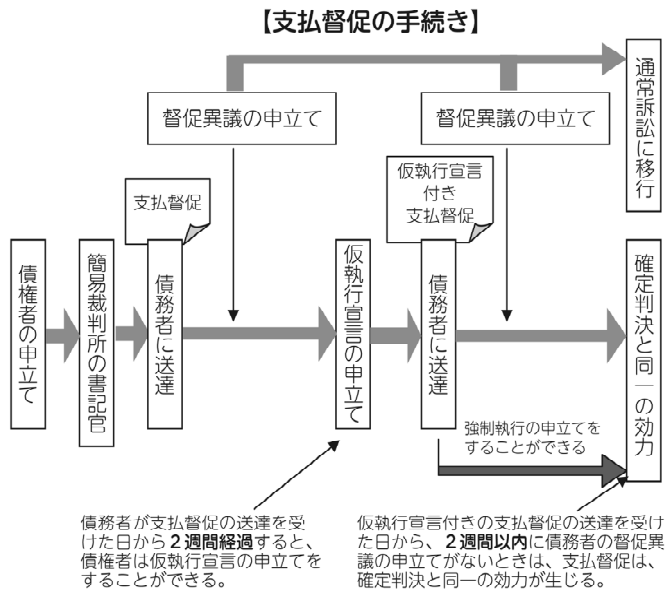 【支払督促の手続き】
督促異議の申立て
督促異議の申立て
通常訴訟に移行
支払督促
仮執行宣言
付き
支払督促
債権者の申立て
簡易裁判所の書記官
債務者に送達
仮執行宣言の申立て
債務者に送達
確定判決と同一の効力
強制執行の申立てを
することができる
債務者が支払督促の送達を受
けた日から２週間経過すると、
債権者は仮執行宣言の申立てを
することができる。
仮執行宣言付きの支払督促の送達を受け
た日から、２週間以内に債務者の督促異
議の申立てがないときは、支払督促は、
確定判決と同一の効力が生じる。